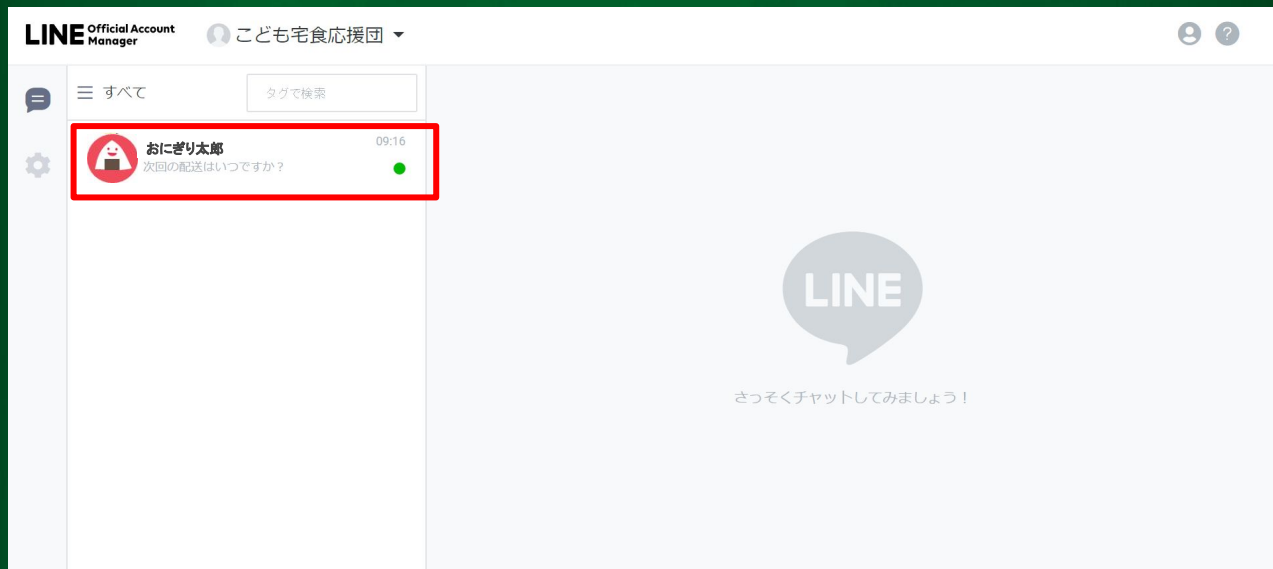 LINE Official Account Manager
こども宅食応援団
?
すべて
タグで検索
おにぎり太郎
09:16
次回の配送はいつですか？
LINE
さっそくチャットしてみましょう！